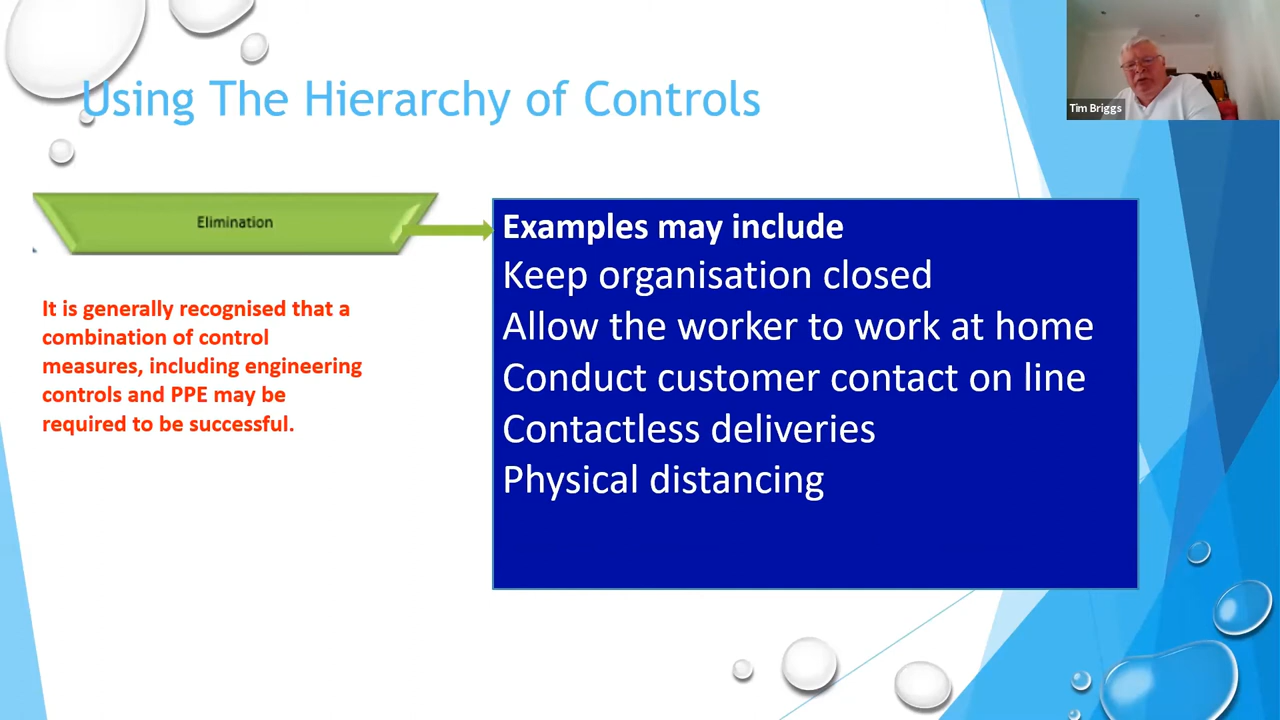 Using The Hierarchy of Controls
Tim Briggs
Elimination
Examples may include
Keep organisation closed
Allow the worker to work at home
Conduct customer contact on line
Contactless deliveries
Physical distancing
It is generally recognised that a
combination of control
measures, including engineering
controls and PPE may be
required to be successful.